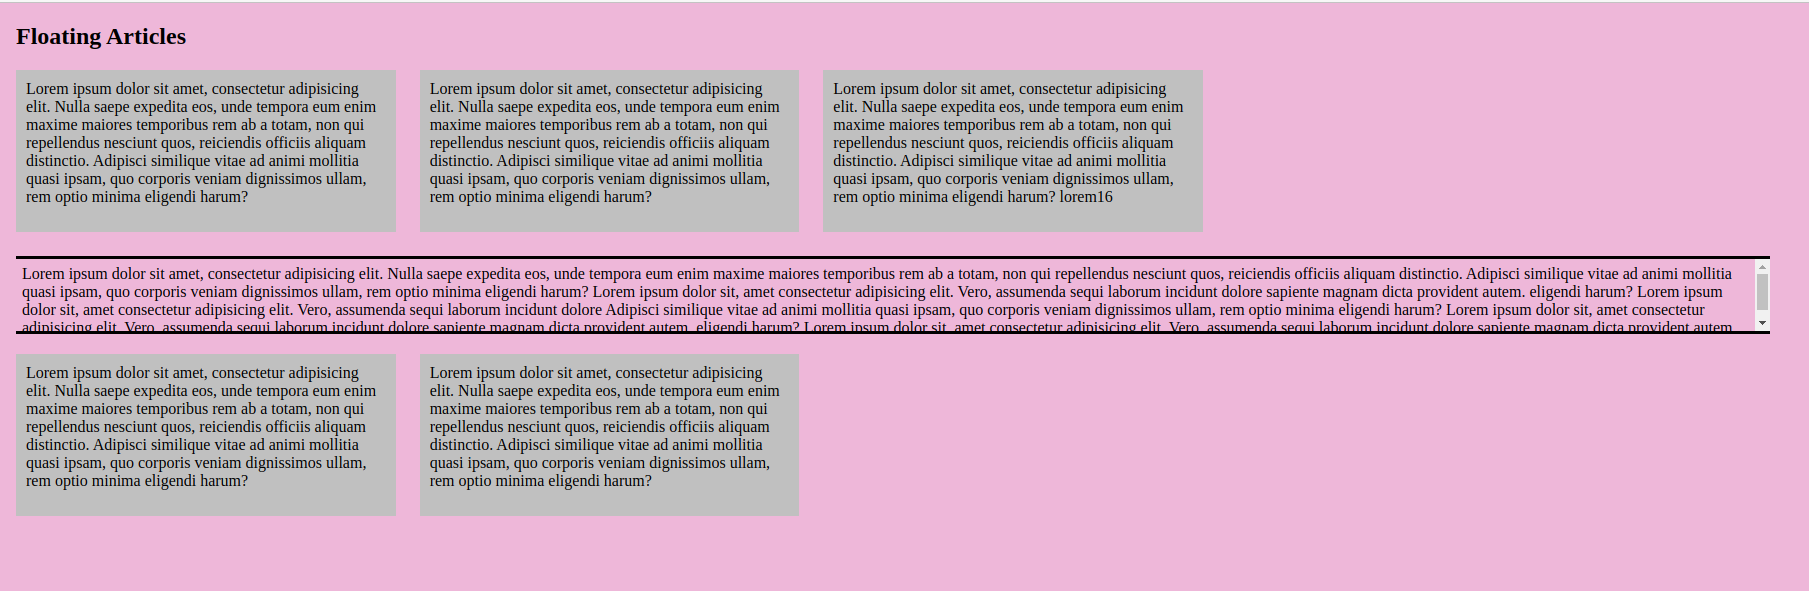 Floating Articles
Lorem ipsum dolor sit amet, consectetur adipisicing
elit. Nulla saepe expedita eos, unde tempora eum enim
maxime maiores temporibus rem ab a totam, non qui
repellendus nesciunt quos, reiciendis officiis aliquam
distinctio. Adipisci similique vitae ad animi mollitia
quasi ipsam, quo corporis veniam dignissimos ullam,
rem optio minima eligendi harum?
Lorem ipsum dolor sit amet, consectetur adipisicing
elit. Nulla saepe expedita eos, unde tempora eum enim
maxime maiores temporibus rem ab a totam, non qui
repellendus nesciunt quos, reiciendis officiis aliquam
distinctio. Adipisci similique vitae ad animi mollitia
quasi ipsam, quo corporis veniam dignissimos ullam,
rem optio minima eligendi harum?
Lorem ipsum dolor sit amet, consectetur adipisicing
elit. Nulla saepe expedita eos, unde tempora eum enim
maxime maiores temporibus rem ab a totam, non qui
repellendus nesciunt quos, reiciendis officiis aliquam
distinctio. Adipisci similique vitae ad animi mollitia
quasi ipsam, quo corporis veniam dignissimos ullam,
rem optio minima eligendi harum? lorem16
Lorem ipsum dolor sit amet, consectetur adipisicing elit. Nulla saepe expedita eos, unde tempora eum enim maxime maiores temporibus rem ab a totam, non qui repellendus nesciunt quos, reiciendis officiis aliquam distinctio. Adipisci similique vitae ad animi mollitia
quasi ipsam, quo corporis veniam dignissimos ullam, rem optio minima eligendi harum? Lorem ipsum dolor sit, amet consectetur adipisicing elit. Vero, assumenda sequi laborum incidunt dolore sapiente magnam dicta provident autem. eligendi harum? Lorem ipsum
dolor sit, amet consectetur adipisicing elit. Vero, assumenda sequi laborum incidunt dolore Adipisci similique vitae ad animi mollitia quasi ipsam, quo corporis veniam dignissimos ullam, rem optio minima eligendi harum? Lorem ipsum dolor sit, amet consectetur
adipisicing elit. Vero, assumenda sequi laborum incidunt dolore sapiente magnam dicta provident autem. eligendi harum? Lorem ipsum dolor sit, amet consectetur adipisicing elit. Vero, assumenda sequi laborum incidunt dolore sapiente magnam dicta provident autem
Lorem ipsum dolor sit amet, consectetur adipisicing
elit. Nulla saepe expedita eos, unde tempora eum enim
maxime maiores temporibus rem ab a totam, non qui
repellendus nesciunt quos, reiciendis officiis aliquam
distinctio. Adipisci similique vitae ad animi mollitia
quasi ipsam, quo corporis veniam dignissimos ullam,
rem optio minima eligendi harum?
Lorem ipsum dolor sit amet, consectetur adipisicing
elit. Nulla saepe expedita eos, unde tempora eum enim
maxime maiores temporibus rem ab a totam, non qui
repellendus nesciunt quos, reiciendis officiis aliquam
distinctio. Adipisci similique vitae ad animi mollitia
quasi ipsam, quo corporis veniam dignissimos ullam,
rem optio minima eligendi harum?